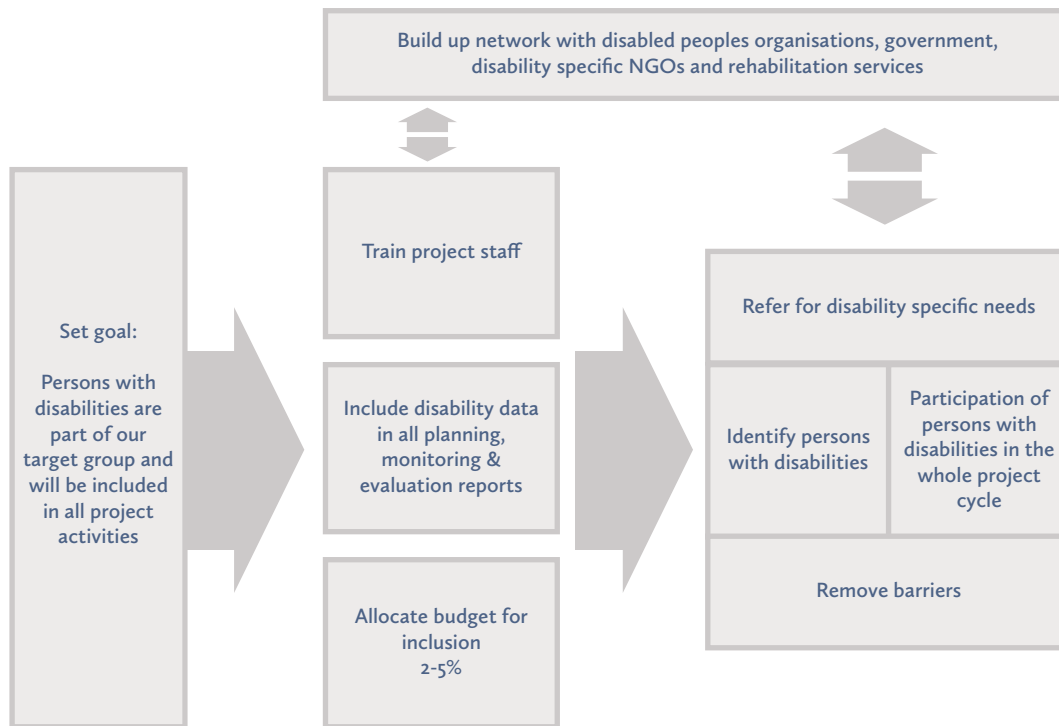 Build up network with disabled peoples organisations, government,
disability specific NGOs and rehabilitation services
Set goal:
Persons with
disabilities are
part of our
target group and
will be included
in all project
activities
Train project staff
Include disability data
in all planning,
monitoring &
evaluation reports
Allocate budget for
inclusion
2-5%
Refer for disability specific needs
Identify persons
with disabilities
Participation of
persons with
disabilities in the
whole project
cycle
Remove barriers